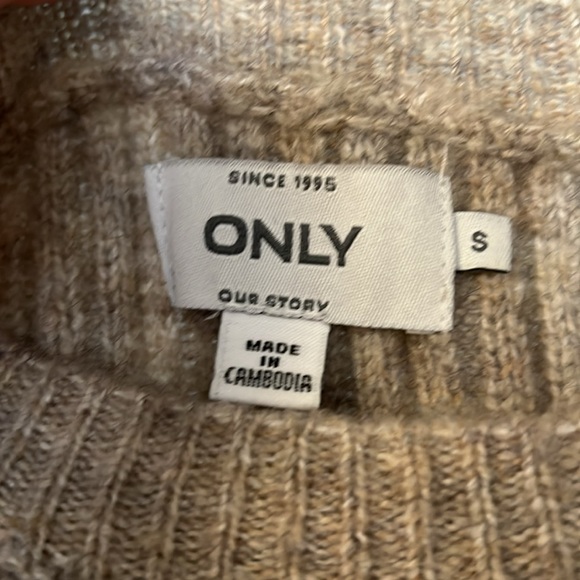 SINCE 1995
ONLY
S
OUR STORY
MADE
IN
CAMBODIA